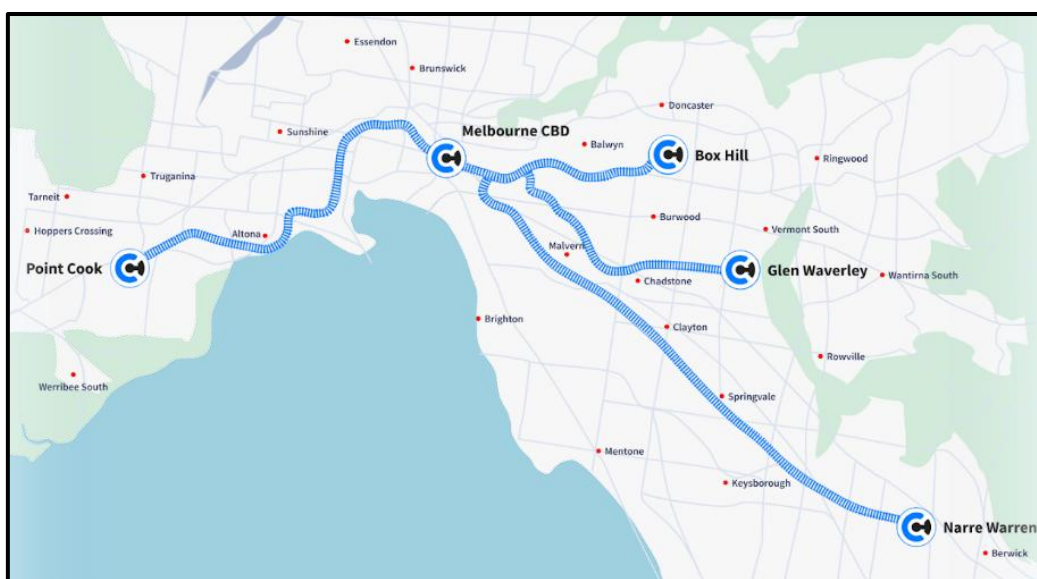 Essendon
Brunswick
Doncaster
Melbourne CBD
Sunshine
Balwyn
Box Hill
Ringwood
Truganina
Tarneit
Burwood
Hoppers Crossing
Altona
Vermont South
Malvern
Point Cook
Glen Waverley
Wantirna South
Chadstone
Brighton
Clayton
Rowville
Werribee South
Springvale
Mentone
Keysborough
Narre Warren
Berwick